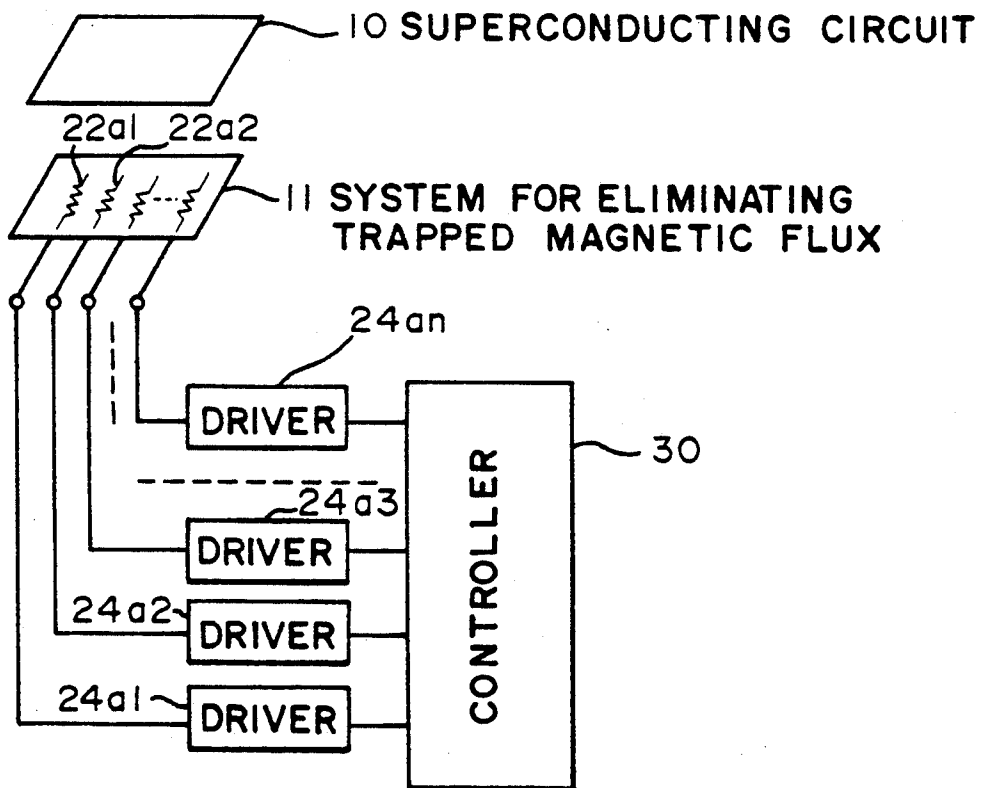 10 SUPERCONDUCTING CIRCUIT
22a1 22a2
11 SYSTEM FOR ELIMINATING
TRAPPED MAGNETIC FLUX
24an
DRIVER
30
24a3
DRIVER
CONTROLLER
24a2
DRIVER
24a1
DRIVER